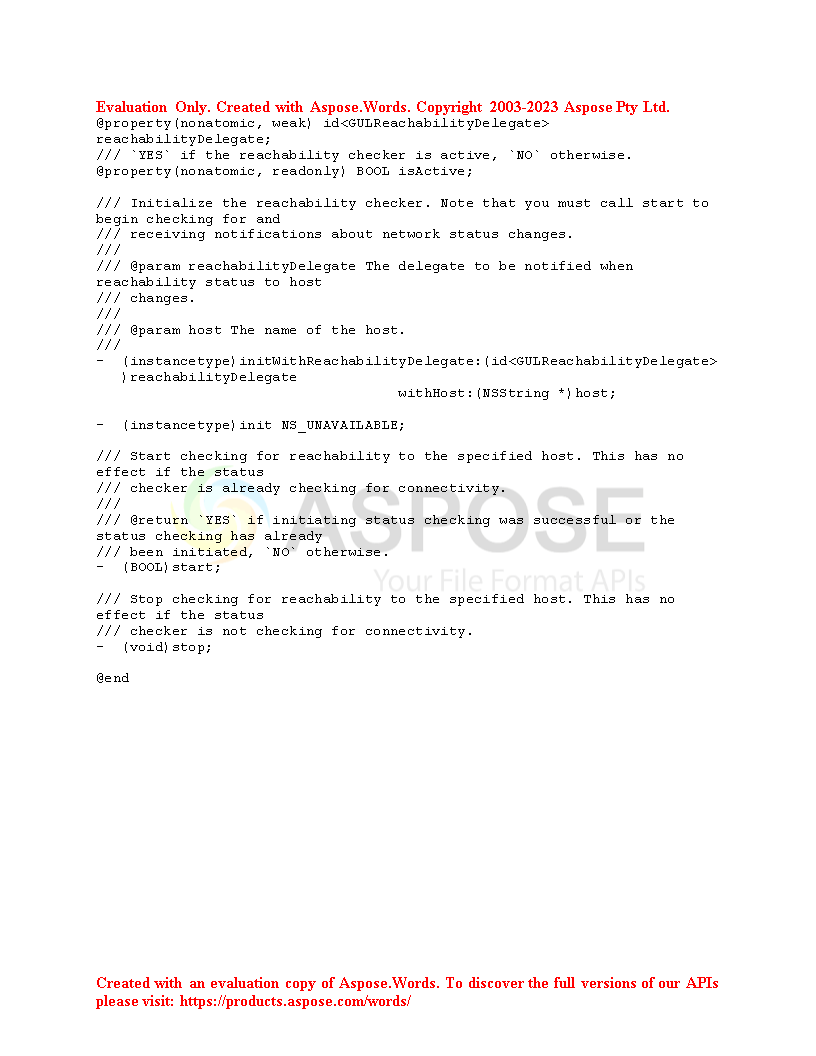 Evaluation Only. Created with Aspose.Words. Copyright 2003-2023 Aspose Pty Ltd.
@property(nonatomic, weak) id<GULReachabilityDelegate>
reachabilityDelegate;
/// `YES` if the reachability checker is active, `NO` otherwise.
@property(nonatomic, readonly) BOOL isActive;
/// Initialize the reachability checker. Note that you must call start to
begin checking for and
/// receiving notifications about network status changes.
///
/// @param reachabilityDelegate The delegate to be notified when
reachability status to host
/// changes.
///
/// @param host The name of the host.
///
- (instancetype)initWithReachabilityDelegate:(id<GULReachabilityDelegate>
)reachabilityDelegate
withHost:(NSString *)host;
- (instancetype)init NS_UNAVAILABLE;
/// Start checking for reachability to the specified host. This has no
effect if the status
/// checker is already checking for connectivity.
///
/// @return `YES` if initiating status checking was successful or the
status checking has already
/// been initiated, `NO` otherwise.
- (BOOL)start;
ASPOSE
Your File Format APIs
/// Stop checking for reachability to the specified host. This has no
effect if the status
/// checker is not checking for connectivity.
- (void)stop;
@end
Created with an evaluation copy of Aspose.Words. To discover the full versions of our APIs
please visit: https://products.aspose.com/words/